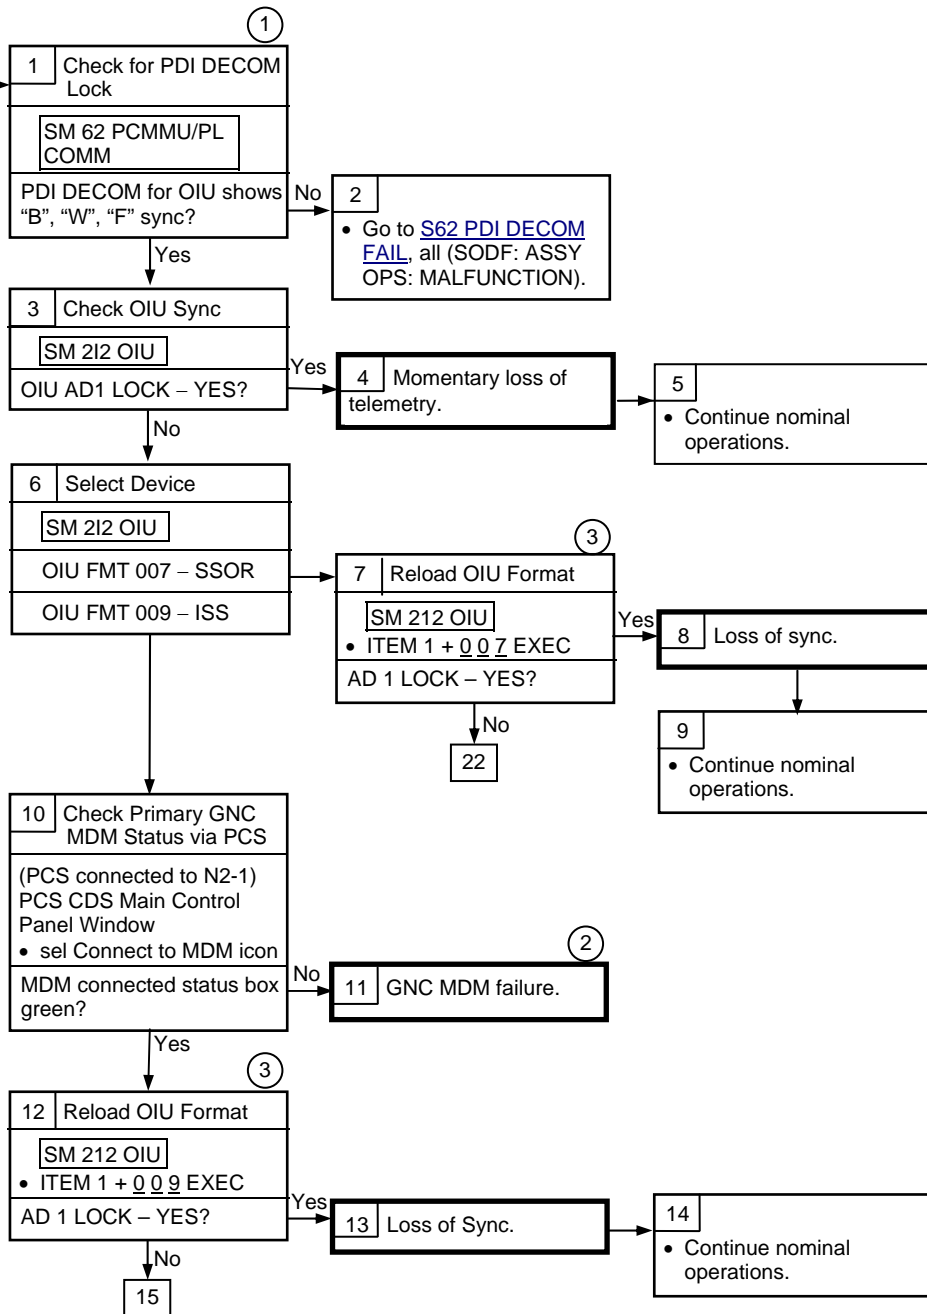 1
1 Check for PDI DECOM
Lock
SM 62 PCMMU/PL
COMM
PDI DECOM for OIU shows
“B”, “W”, “F” sync?
No
Yes
2
• Go to S62 PDI DECOM
FAIL, all (SODF: ASSY
OPS: MALFUNCTION).
3 Check OIU Sync
SM 2I2 OIU
OIU AD1 LOCK – YES?
Yes
No
4 Momentary loss of
telemetry.
5
• Continue nominal
operations.
6 Select Device
SM 2I2 OIU
OIU FMT 007 – SSOR
OIU FMT 009 – ISS
3
7 Reload OIU Format
SM 212 OIU
• ITEM 1 + 0 0 7 EXEC
AD 1 LOCK – YES?
Yes
No
22
8 Loss of sync.
9
• Continue nominal
operations.
10 Check Primary GNC
MDM Status via PCS
(PCS connected to N2-1)
PCS CDS Main Control
Panel Window
• sel Connect to MDM icon
MDM connected status box
green?
No
Yes
2
11 GNC MDM failure.
3
12 Reload OIU Format
SM 212 OIU
• ITEM 1 + 0 0 9 EXEC
AD 1 LOCK – YES?
Yes
No
15
13 Loss of Sync.
14
• Continue nominal
operations.